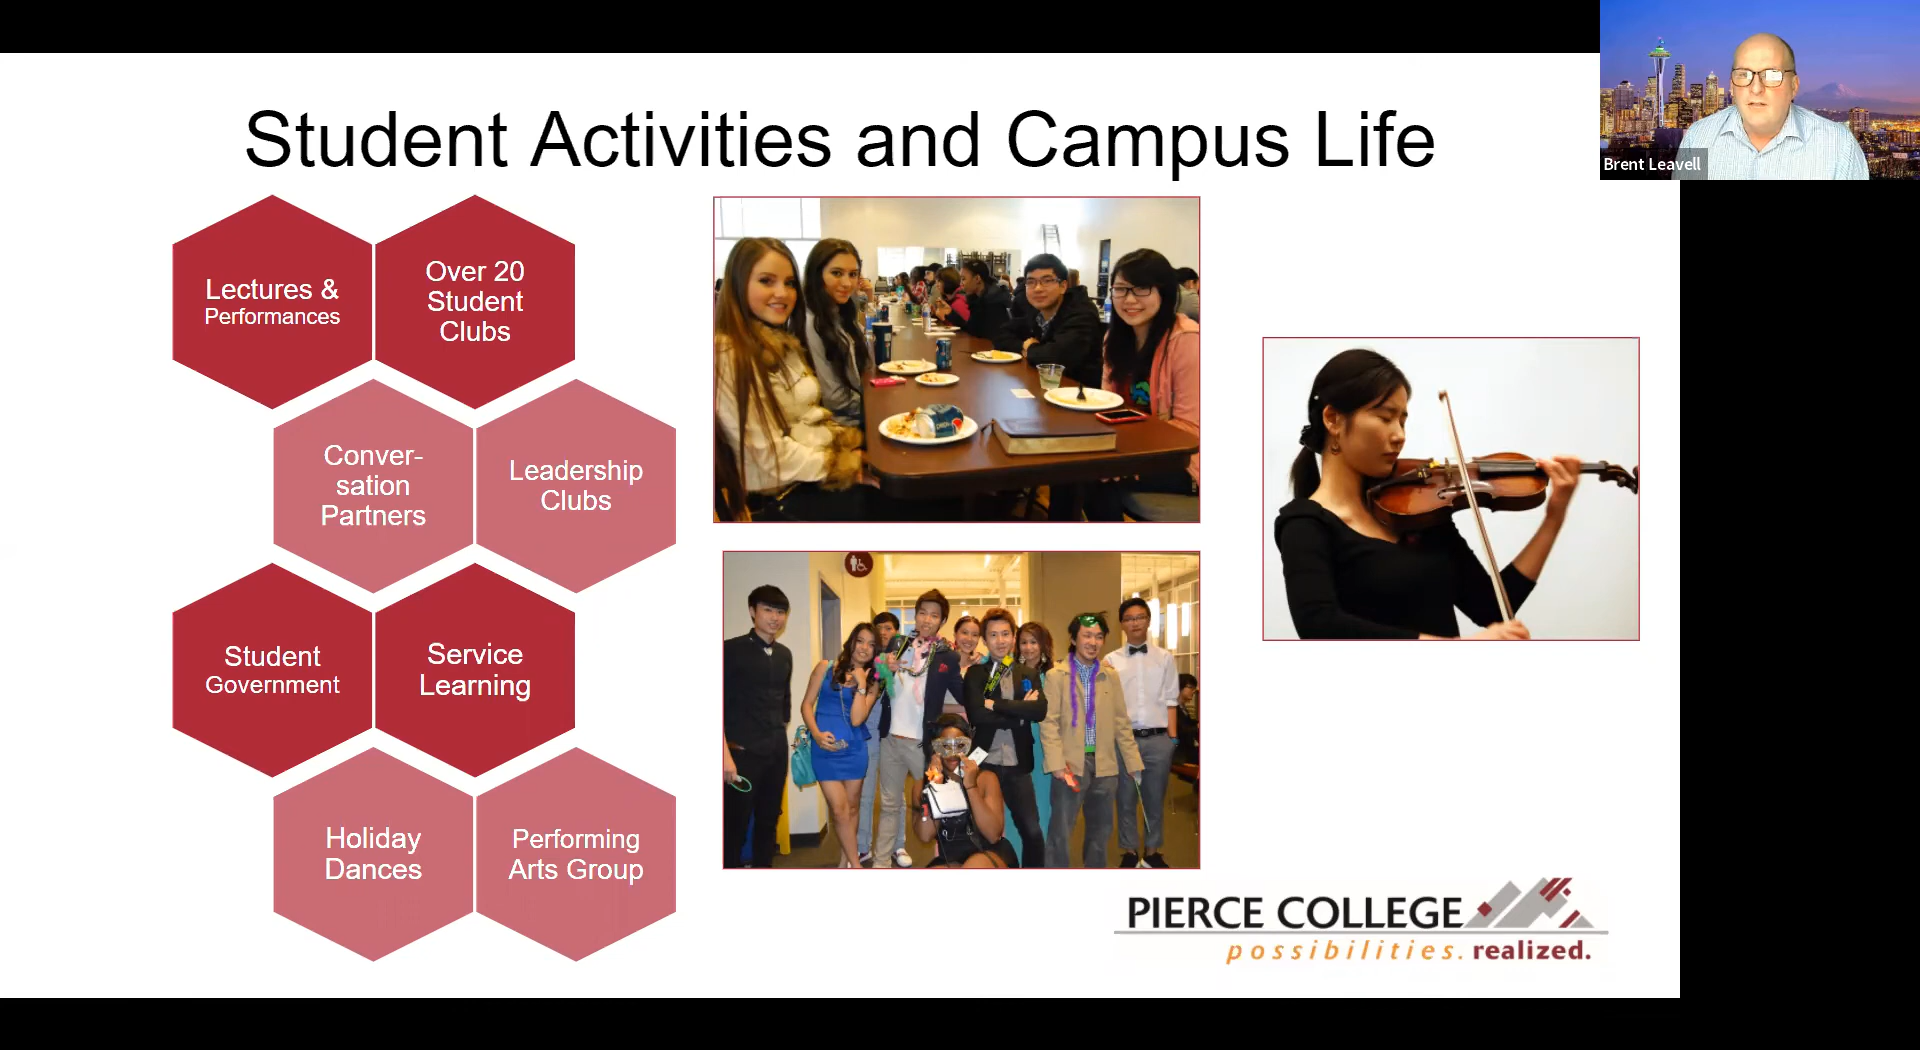 Student Activities and Campus Life
Brent Leavell
Lectures &
Performances
Over 20
Student
Clubs
Conver-
sation
Partners
Leadership
Clubs
Student
Government
Service
Learning
Holiday
Dances
Performing
Arts Group
PIERCE COLLEGE
possibilities. realized.